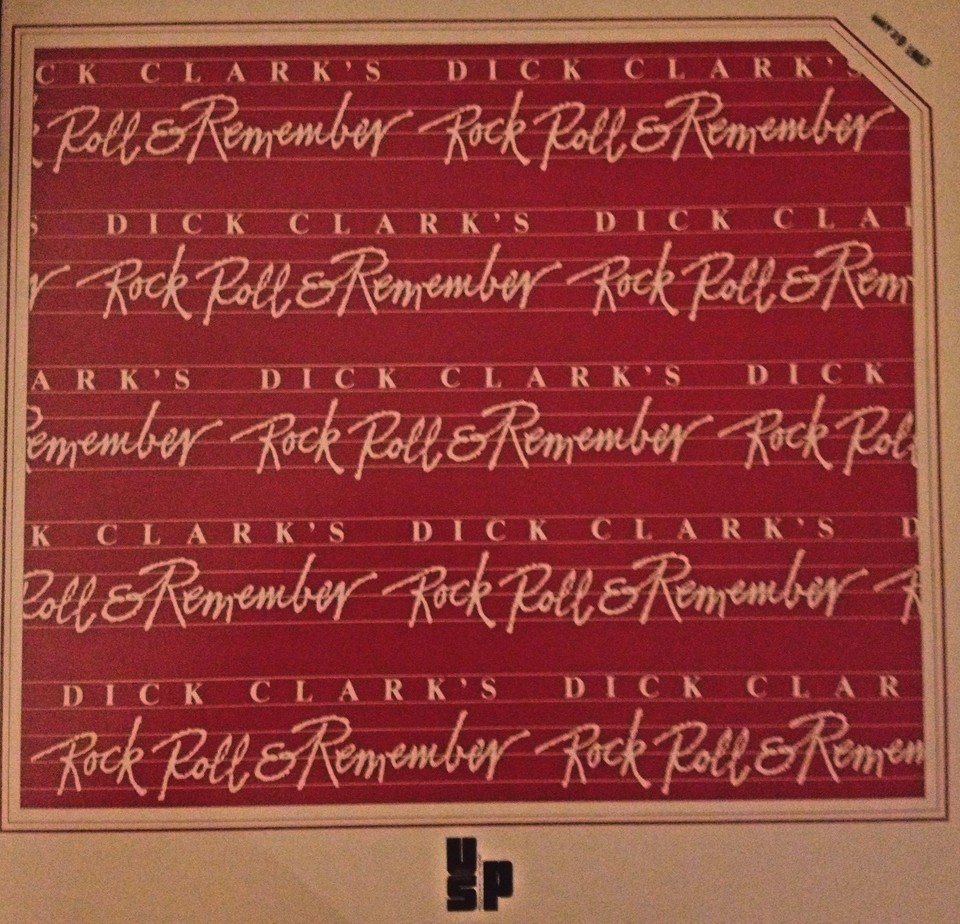 CK CLARK'S DICK CLARK'S
Roll & Remember Rock Roll & Remember
S DICK CLARK'S DICK CLA
r Rock Roll & Remember Rock Roll & Rem
ARK'S DICK CLARK'S DICK
Remember Rock Roll & Remember Rock Roll
K CLARK'S DICK CLARK'S D
Roll & Remember Rock Roll & Remember R
DICK CLARK'S DICK CLAR
Rock Roll & Remember Rock Roll & Remem
USP